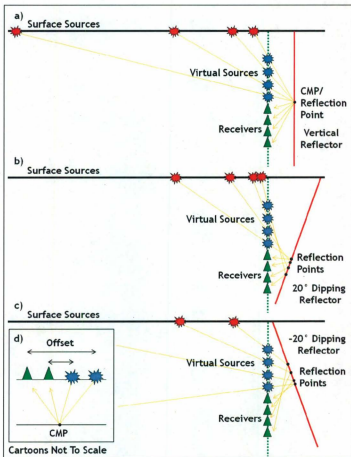 a)
Surface Sources
Virtual Sources
CMP/
Reflection
Point
Receivers
Vertical
Reflector
b)
Surface Sources
Virtual Sources
Reflection
Points
Receivers
20° Dipping
Reflector
c)
Surface Sources
-20° Dipping
Reflector
d)
Offset
Virtual Sources
Reflection
Points
Receivers
CMP
Cartoons Not To Scale